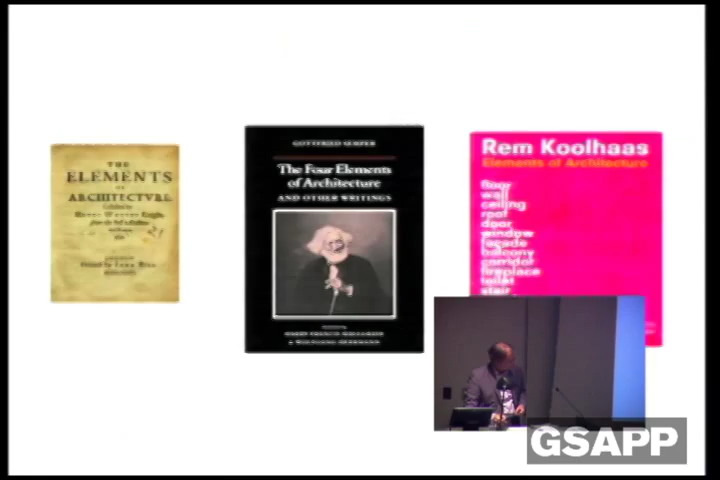 THE
ELEMENTS
OF
ARCHITECTVRE
GOTTFRIED SEMPER
The Four Elements
of Architecture
AND OTHER WRITINGS
Rem Koolhaas
Elements of Architecture
floor
wall
ceiling
roof
door
window
façade
balcony
corridor
fireplace
toilet
stair
GSAPP